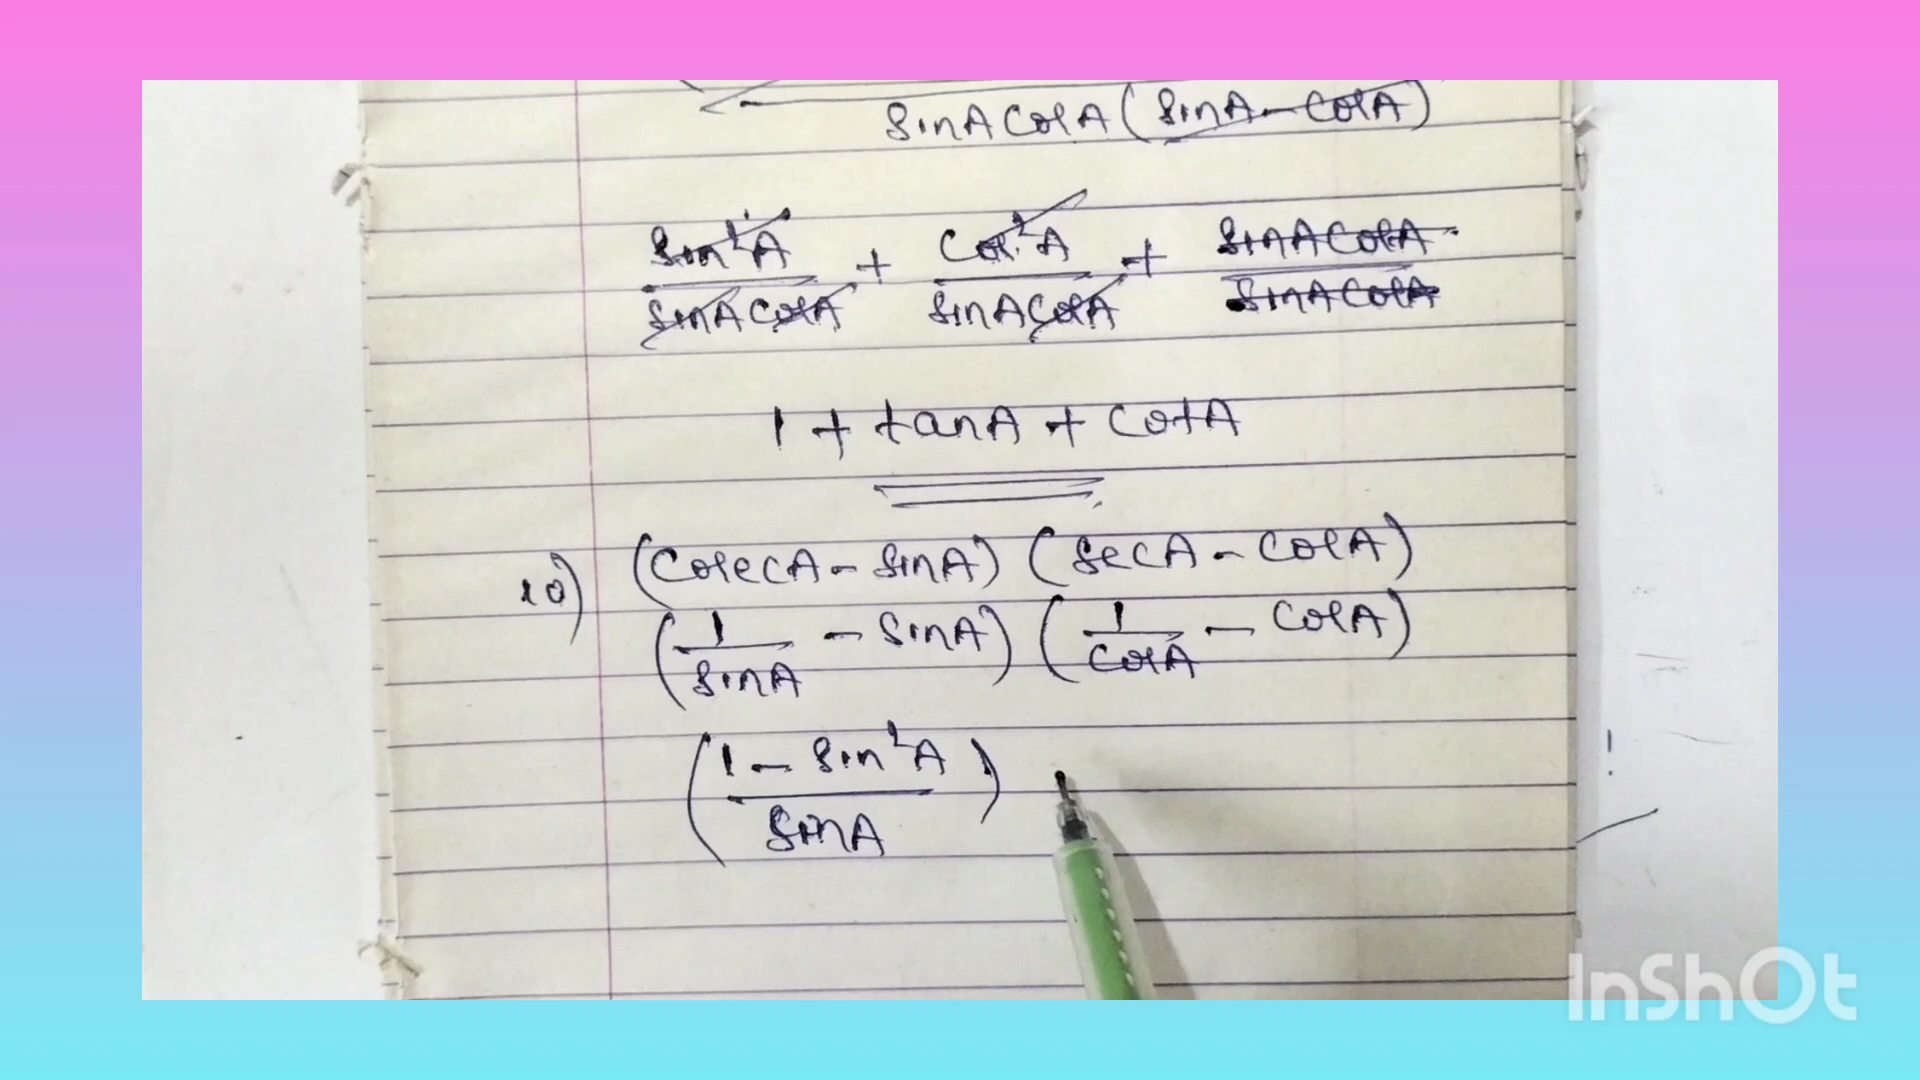 SinA CosA (SinA - CosA)
Sin²A/SinA CosA + Cos²A/SinA CosA + SinA CosA/SinA CosA
1 + tanA + CotA
10) (CosecA - SinA) (SecA - CosA)
(1/SinA - SinA) (1/CosA - CosA)
(1 - Sin²A/SinA)
InShOt